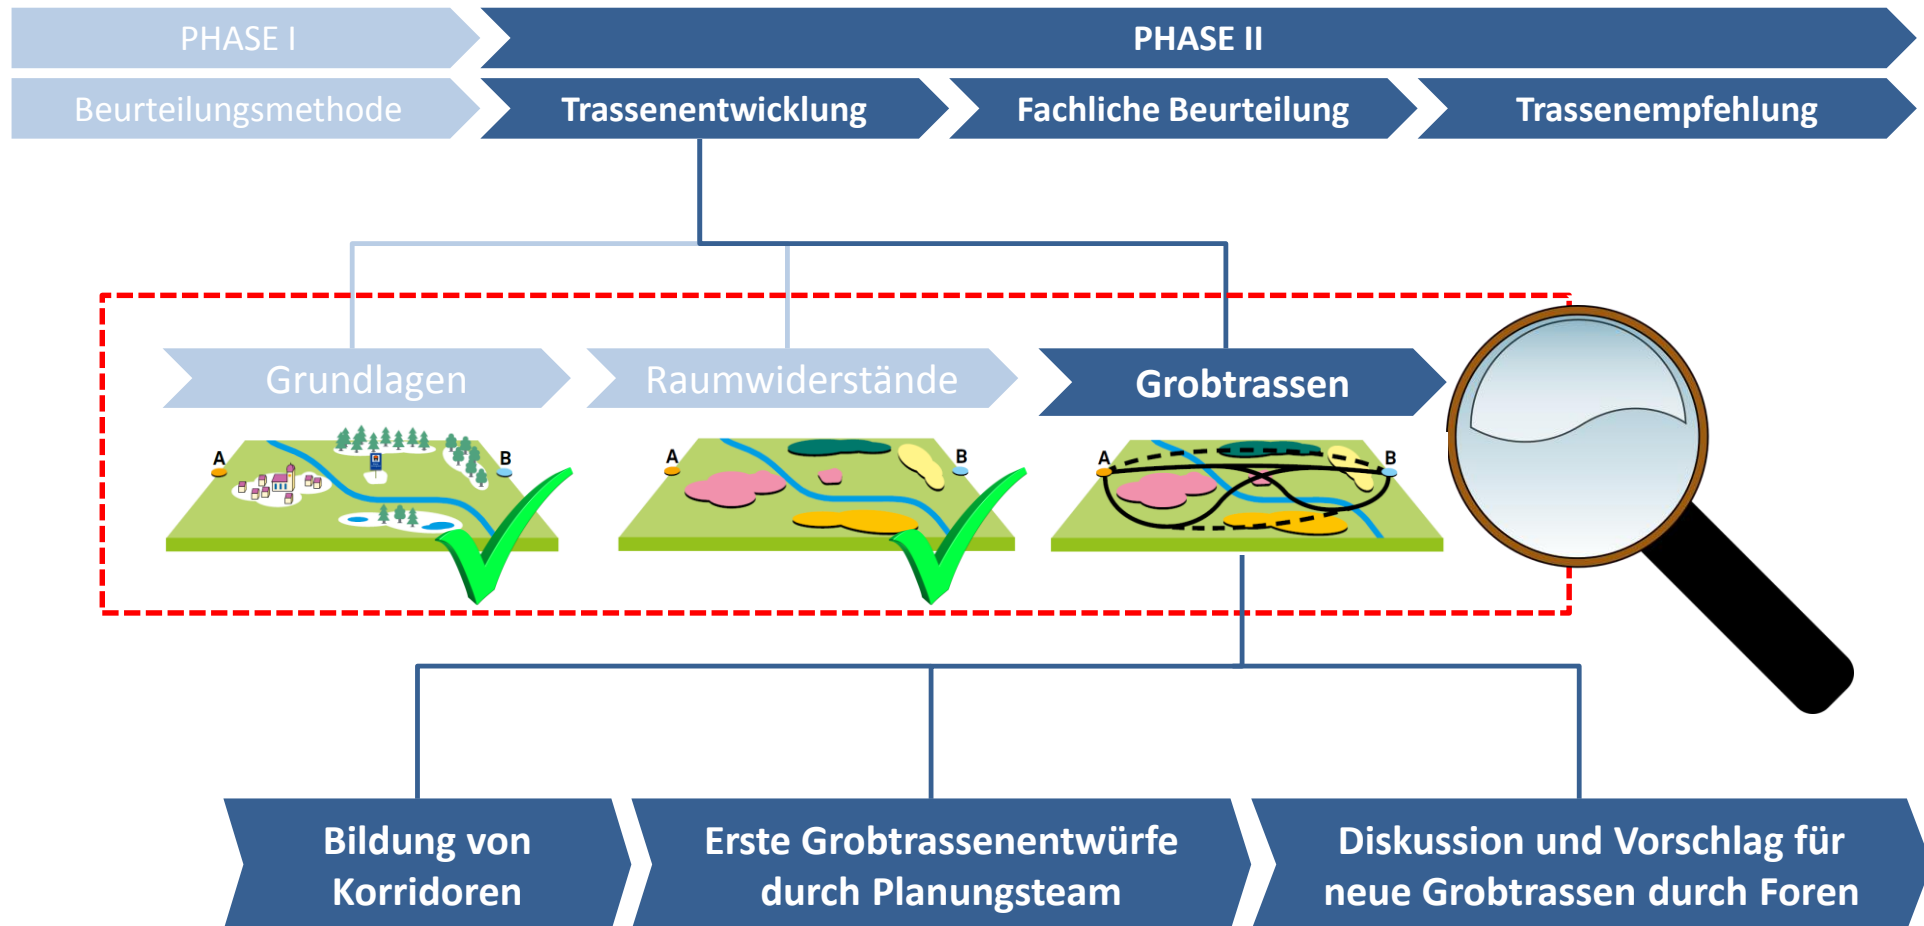 PHASE I
PHASE II
Beurteilungsmethode
Trassenentwicklung
Fachliche Beurteilung
Trassenempfehlung
Grundlagen
Raumwiderstände
Grobtrassen
A
B
A
B
A
B
Bildung von
Korridoren
Erste Grobtrassenentwürfe
durch Planungsteam
Diskussion und Vorschlag für
neue Grobtrassen durch Foren